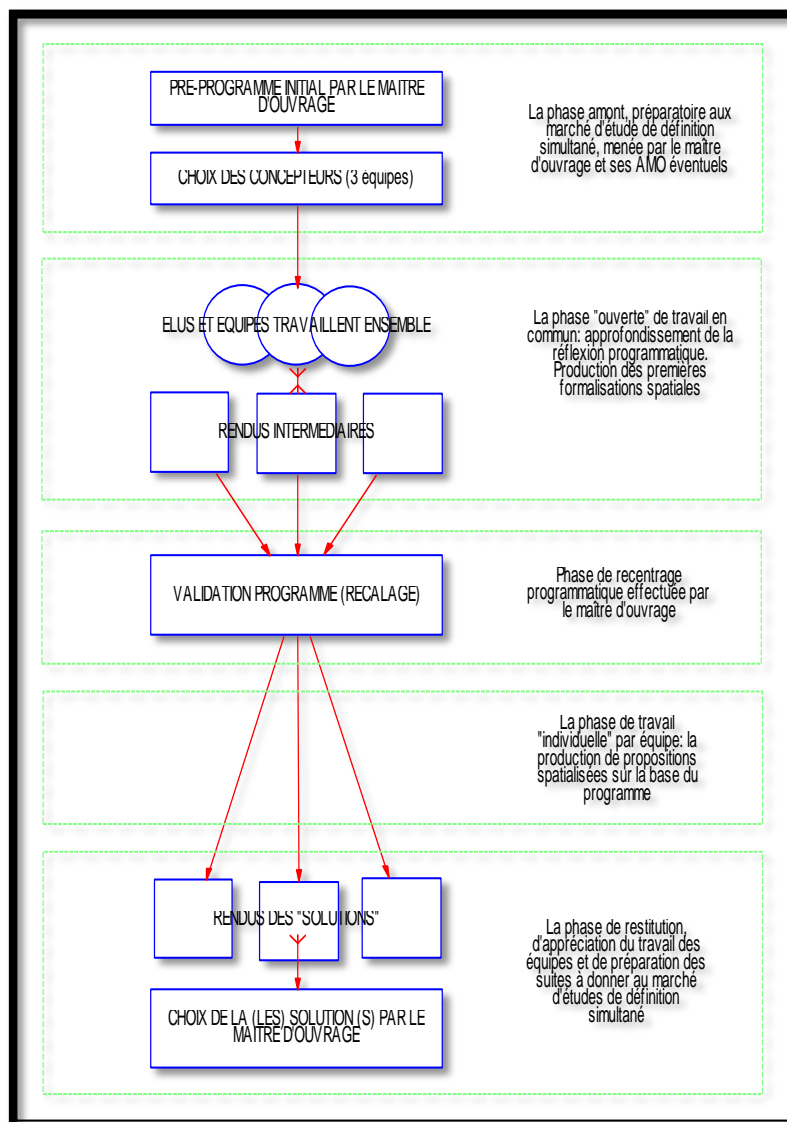 PRE-PROGRAMME INITIAL PAR LE MAITRE
D'OUVRAGE
La phase amont, préparatoire aux
marché d'étude de définition
simultané, menée par le maître
d'ouvrage et ses AMO éventuels
CHOIX DES CONCEPTEURS (3 équipes)
ELUS ET EQUIPES TRAVAILLENT ENSEMBLE
La phase "ouverte" de travail en
commun: approfondissement de la
réflexion programmatique.
Production des premières
formalisations spatiales
RENDUS INTERMEDIAIRES
VALIDATION PROGRAMME (RECALAGE)
Phase de recentrage
programmatique effectuée par
le maître d'ouvrage
La phase de travail
"individuelle" par équipe: la
production de propositions
spatialisées sur la base du
programme
RENDUS DES "SOLUTIONS"
La phase de restitution,
d'appréciation du travail des
équipes et de préparation des
suites à donner au marché
d'études de définition
simultané
CHOIX DE LA (LES) SOLUTION (S) PAR LE
MAITRE D'OUVRAGE